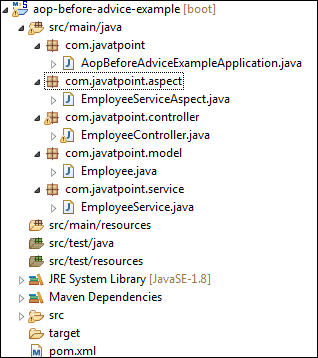 aop-before-advice-example [boot]
src/main/java
com.javatpoint
AopBeforeAdviceExampleApplication.java
com.javatpoint.aspect
EmployeeServiceAspect.java
com.javatpoint.controller
EmployeeController.java
com.javatpoint.model
Employee.java
com.javatpoint.service
EmployeeService.java
src/main/resources
src/test/java
src/test/resources
JRE System Library [JavaSE-1.8]
Maven Dependencies
src
target
pom.xml